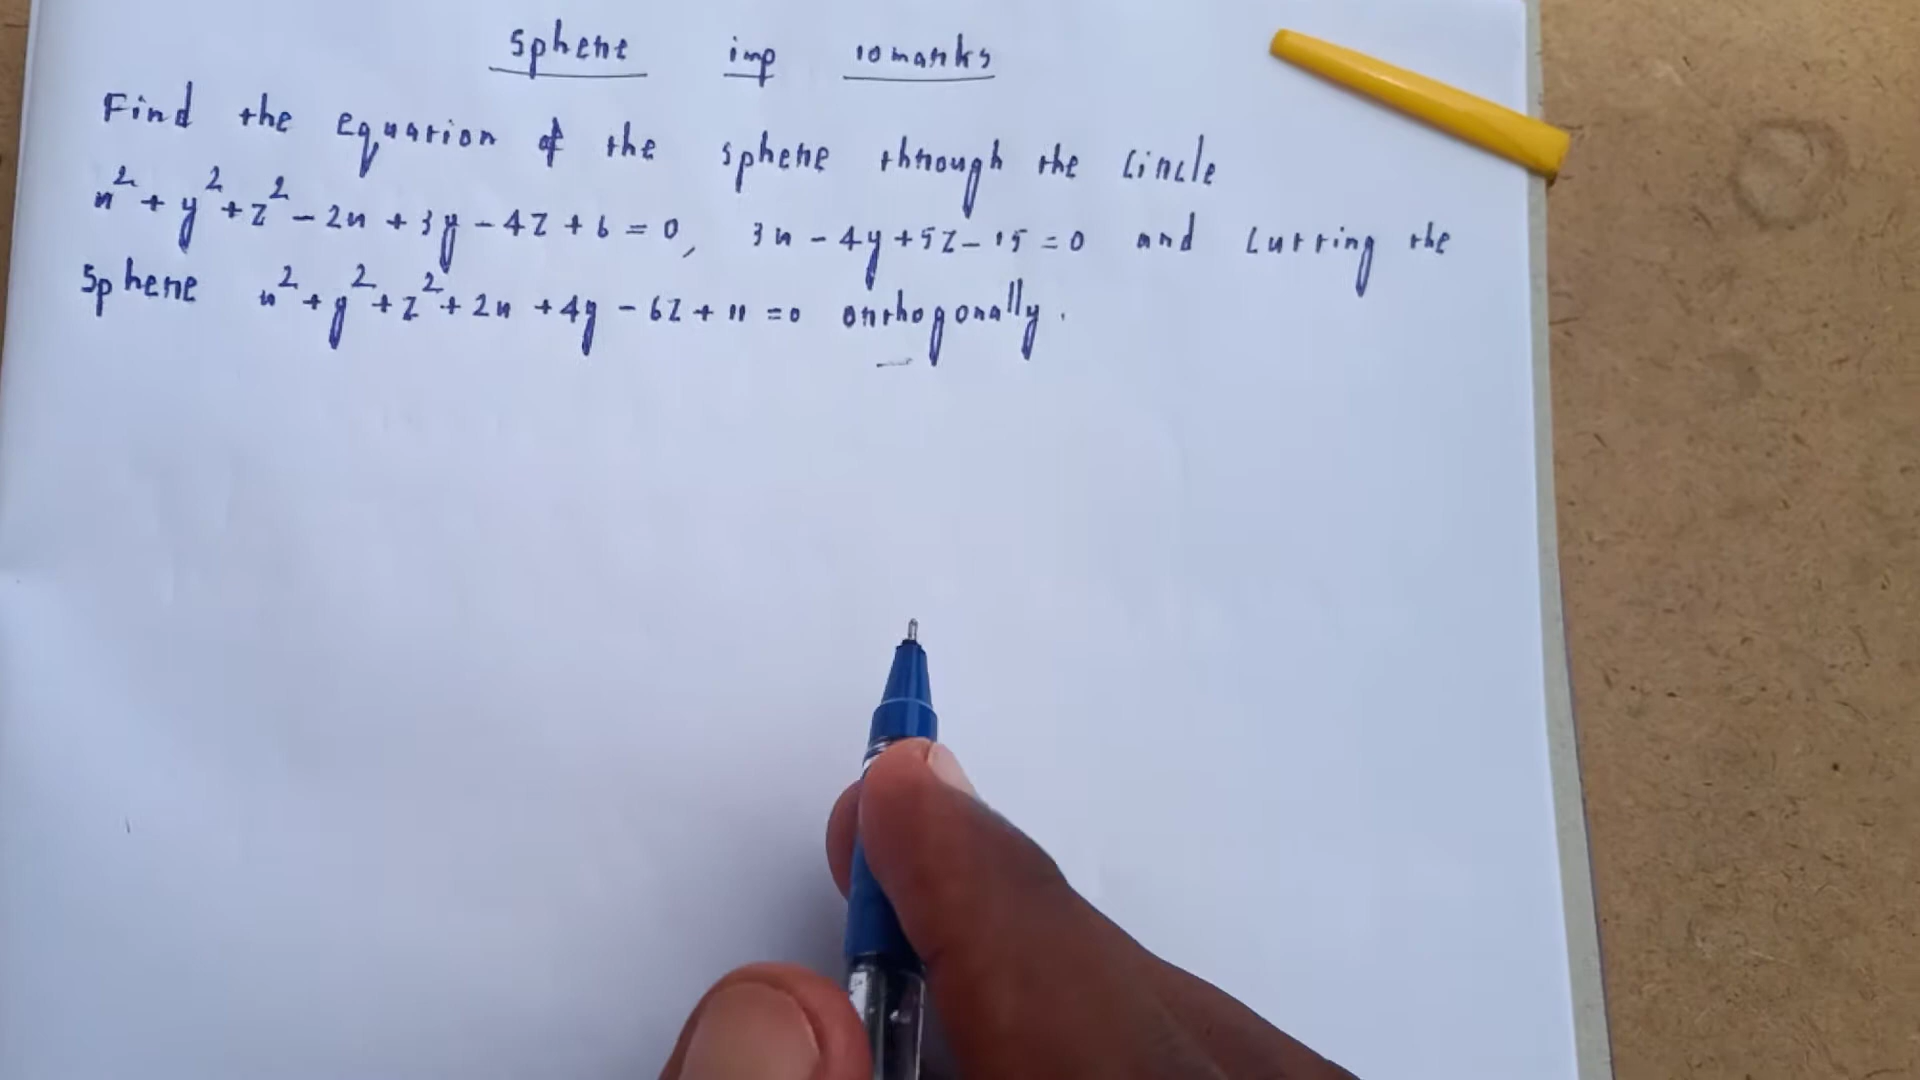 Sphere imp 10 marks
Find the equation of the sphere through the circle
x² + y² + z² - 2x + 3y - 4z + 6 = 0, 3x - 4y + 5z - 15 = 0 and cutting the
sphere x² + y² + z² + 2x + 4y - 6z + 11 = 0 orthogonally.